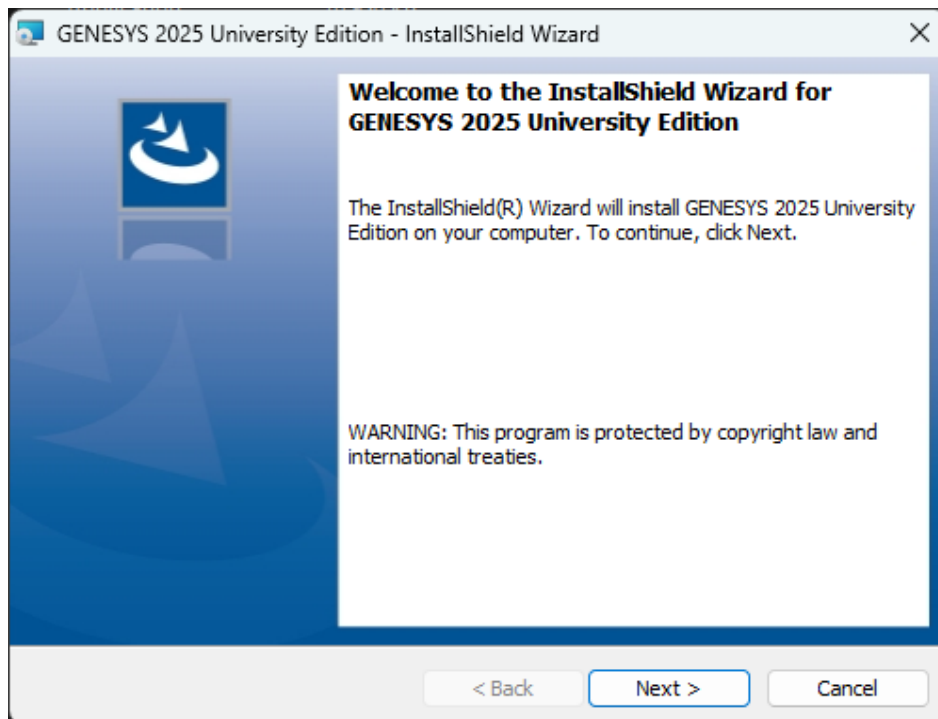 GENESYS 2025 University Edition - InstallShield Wizard
Welcome to the InstallShield Wizard for
GENESYS 2025 University Edition
The InstallShield(R) Wizard will install GENESYS 2025 University
Edition on your computer. To continue, click Next.
WARNING: This program is protected by copyright law and
international treaties.
< Back
Next >
Cancel